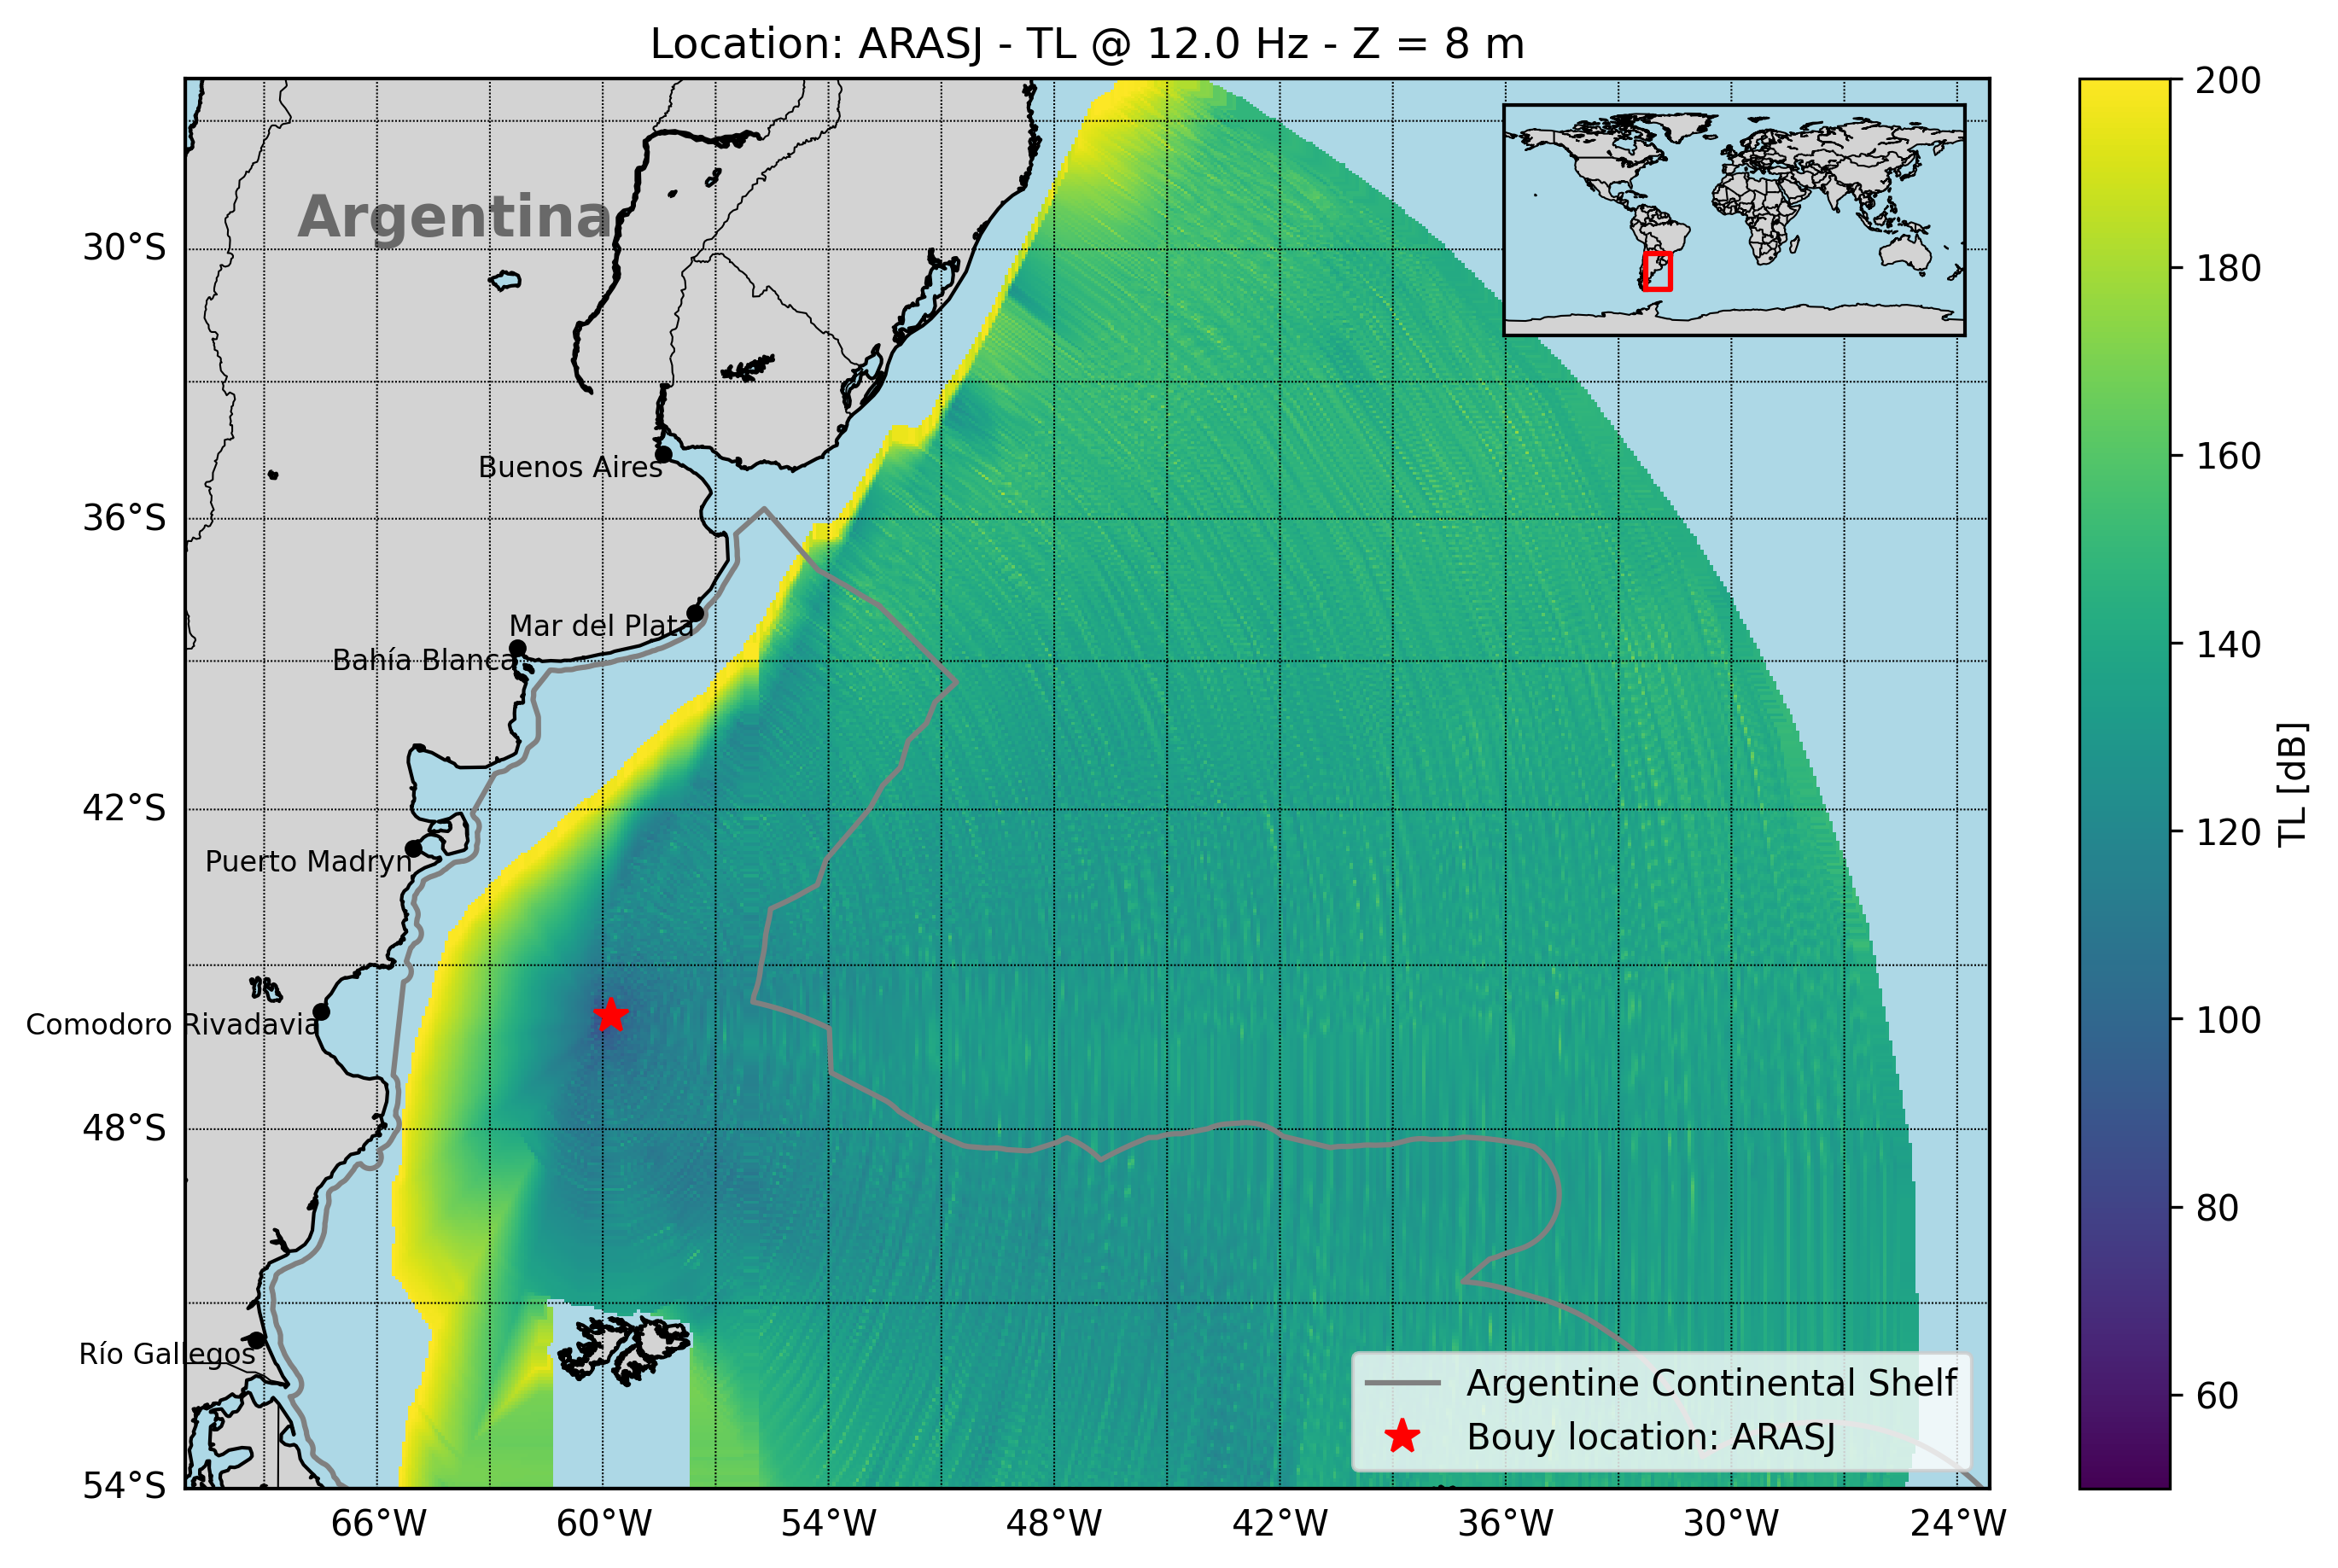 Location: ARASJ - TL @ 12.0 Hz - Z = 8 m
Argentina
30°S
36°S
42°S
48°S
54°S
Buenos Aires
Mar del Plata
Bahía Blanca
Puerto Madryn
Comodoro Rivadavia
Río Gallegos
Argentine Continental Shelf
Bouy location: ARASJ
66°W
60°W
54°W
48°W
42°W
36°W
30°W
24°W
200
180
160
140
120
100
80
60
TL [dB]